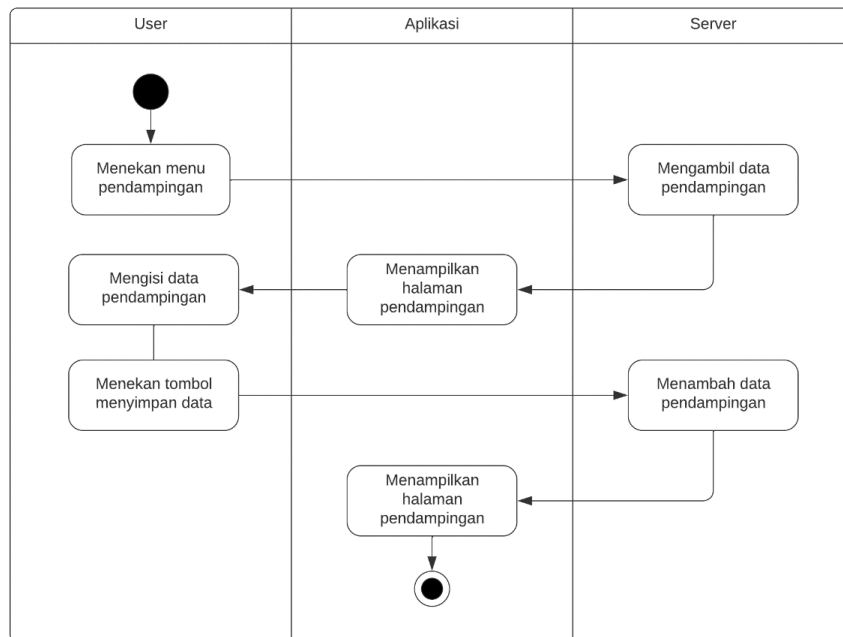 User
Aplikasi
Server
Menekan menu
pendampingan
Mengambil data
pendampingan
Menampilkan
halaman
pendampingan
Mengisi data
pendampingan
Menekan tombol
menyimpan data
Menambah data
pendampingan
Menampilkan
halaman
pendampingan